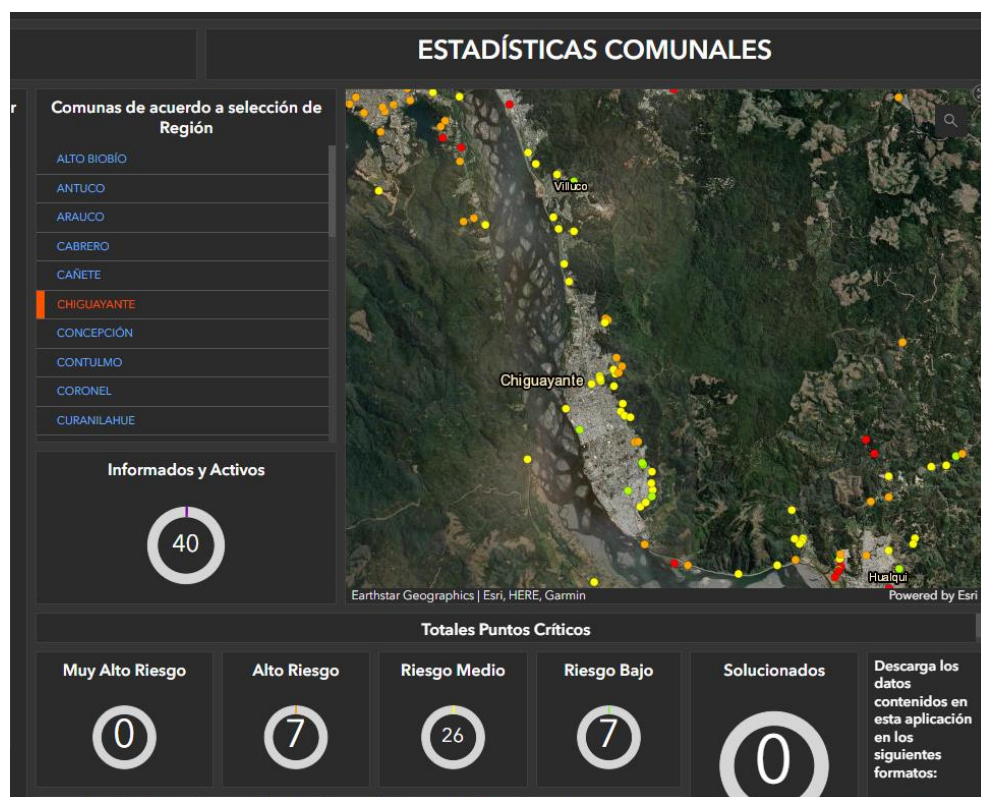 ESTADÍSTICAS COMUNALES
r
Comunas de acuerdo a selección de
Región
ALTO BIOBÍO
ANTUCO
ARAUCO
CABRERO
CAÑETE
CHIGUAYANTE
CONCEPCIÓN
CONTULMO
CORONEL
CURANILAHUE
Informados y Activos
40
Villuco
Chiguayante
Hualqui
Earthstar Geographics | Esri, HERE, Garmin
Powered by Esri
Totales Puntos Críticos
Muy Alto Riesgo
0
Alto Riesgo
7
Riesgo Medio
26
Riesgo Bajo
7
Solucionados
0
Descarga los
datos
contenidos en
esta aplicación
en los
siguientes
formatos: